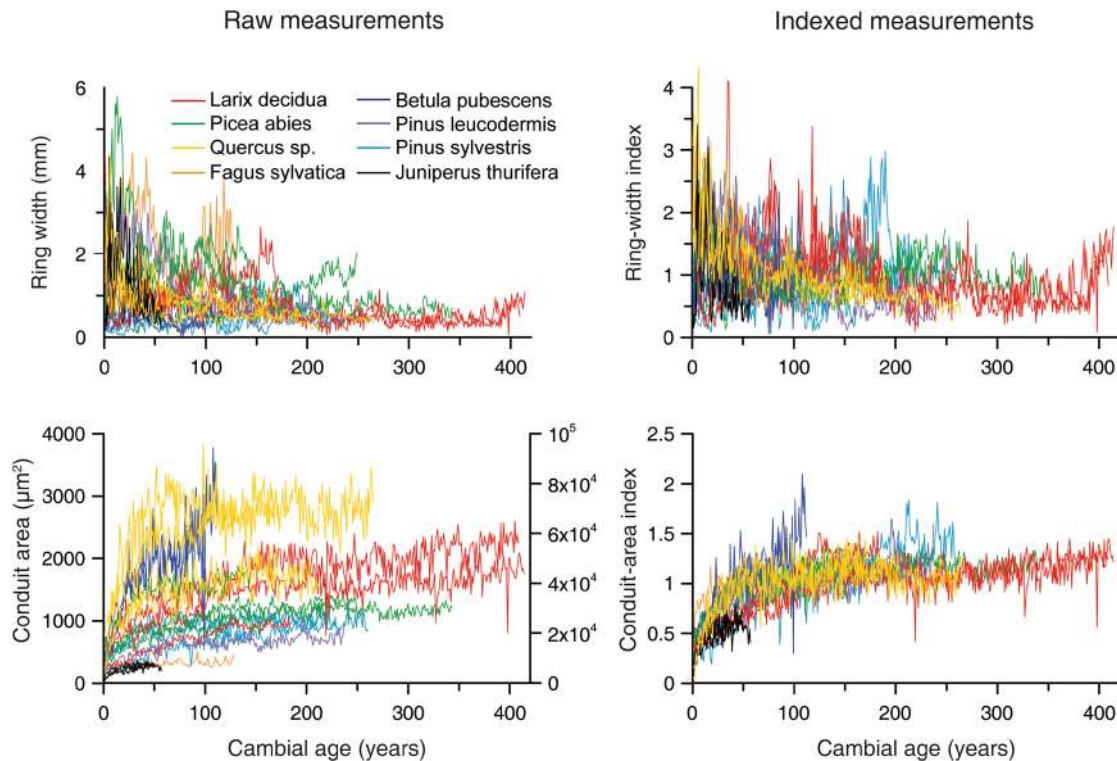 Raw measurements
Indexed measurements
Ring width (mm)
6
4
2
0
Larix decidua
Picea abies
Quercus sp.
Fagus sylvatica
Betula pubescens
Pinus leucodermis
Pinus sylvestris
Juniperus thurifera
0 100 200 300 400
Ring-width index
4
3
2
1
0
0 100 200 300 400
Conduit area (µm²)
4000
3000
2000
1000
0
10⁵
8x10⁴
6x10⁴
4x10⁴
2x10⁴
0
0 100 200 300 400
Cambial age (years)
Conduit-area index
2.5
2
1.5
1
0.5
0
0 100 200 300 400
Cambial age (years)